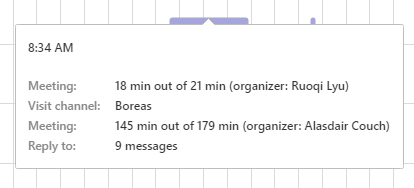 8:34 AM
Meeting: 18 min out of 21 min (organizer: Ruoqi Lyu)
Visit channel: Boreas
Meeting: 145 min out of 179 min (organizer: Alasdair Couch)
Reply to: 9 messages